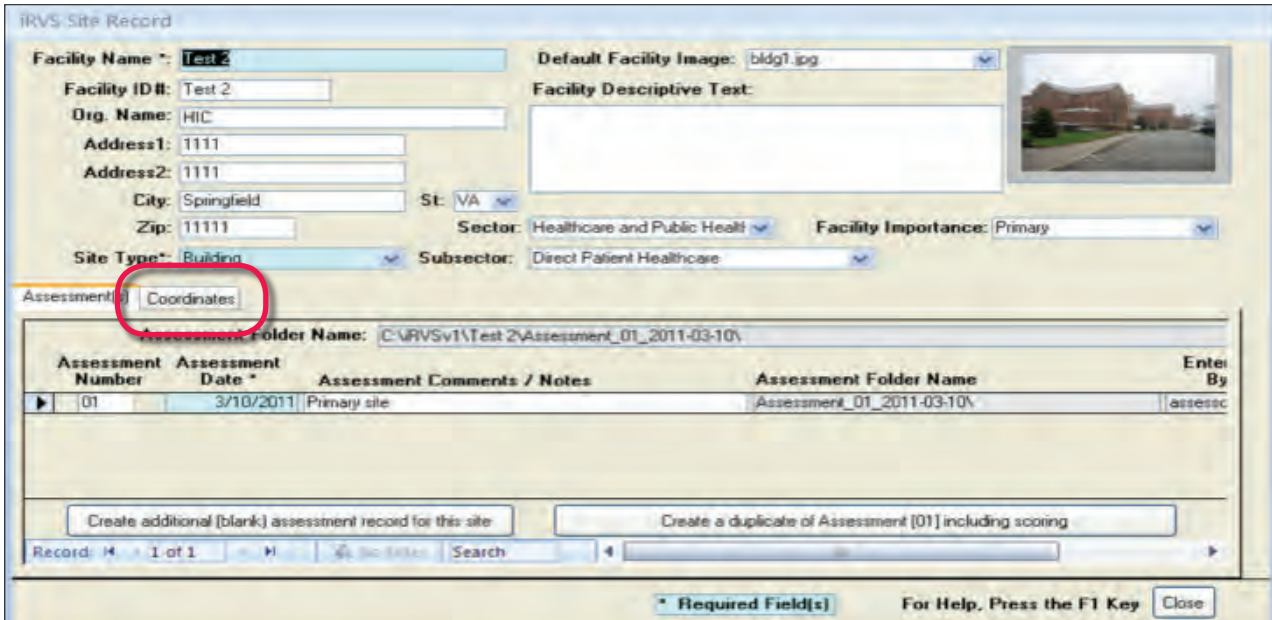 iRVS Site Record
Facility Name *: Test 2 Default Facility Image: bldg1.jpg
Facility ID#: Test 2 Facility Descriptive Text:
Org. Name: HIC
Address1: 1111
Address2: 1111
City: Springfield St: VA
Zip: 11111 Sector: Healthcare and Public Healt Facility Importance: Primary
Site Type*: Building Subsector: Direct Patient Healthcare
Assessment(s) Coordinates
Assessment Folder Name: C:\iRVSv1\Test 2\Assessment_01_2011-03-10\
Assessment Number Assessment Date * Assessment Comments / Notes Assessment Folder Name Enter By
01 3/10/2011 Primary site Assessment_01_2011-03-10\ assessc
Create additional [blank] assessment record for this site Create a duplicate of Assessment [01] including scoring
Record: 1 of 1 No Filter Search
* Required Field(s) For Help, Press the F1 Key Close